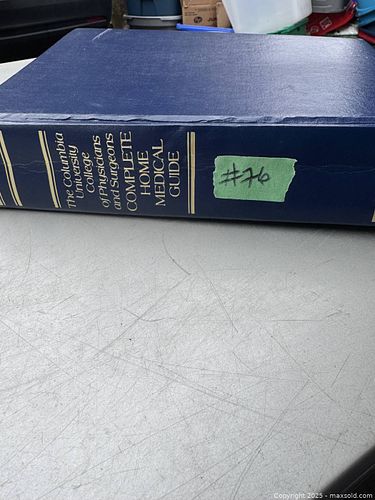 The Columbia
University
College
of Physicians
and Surgeons
COMPLETE
HOME
MEDICAL
GUIDE
#76
Copyright 2025 - maxsold.com